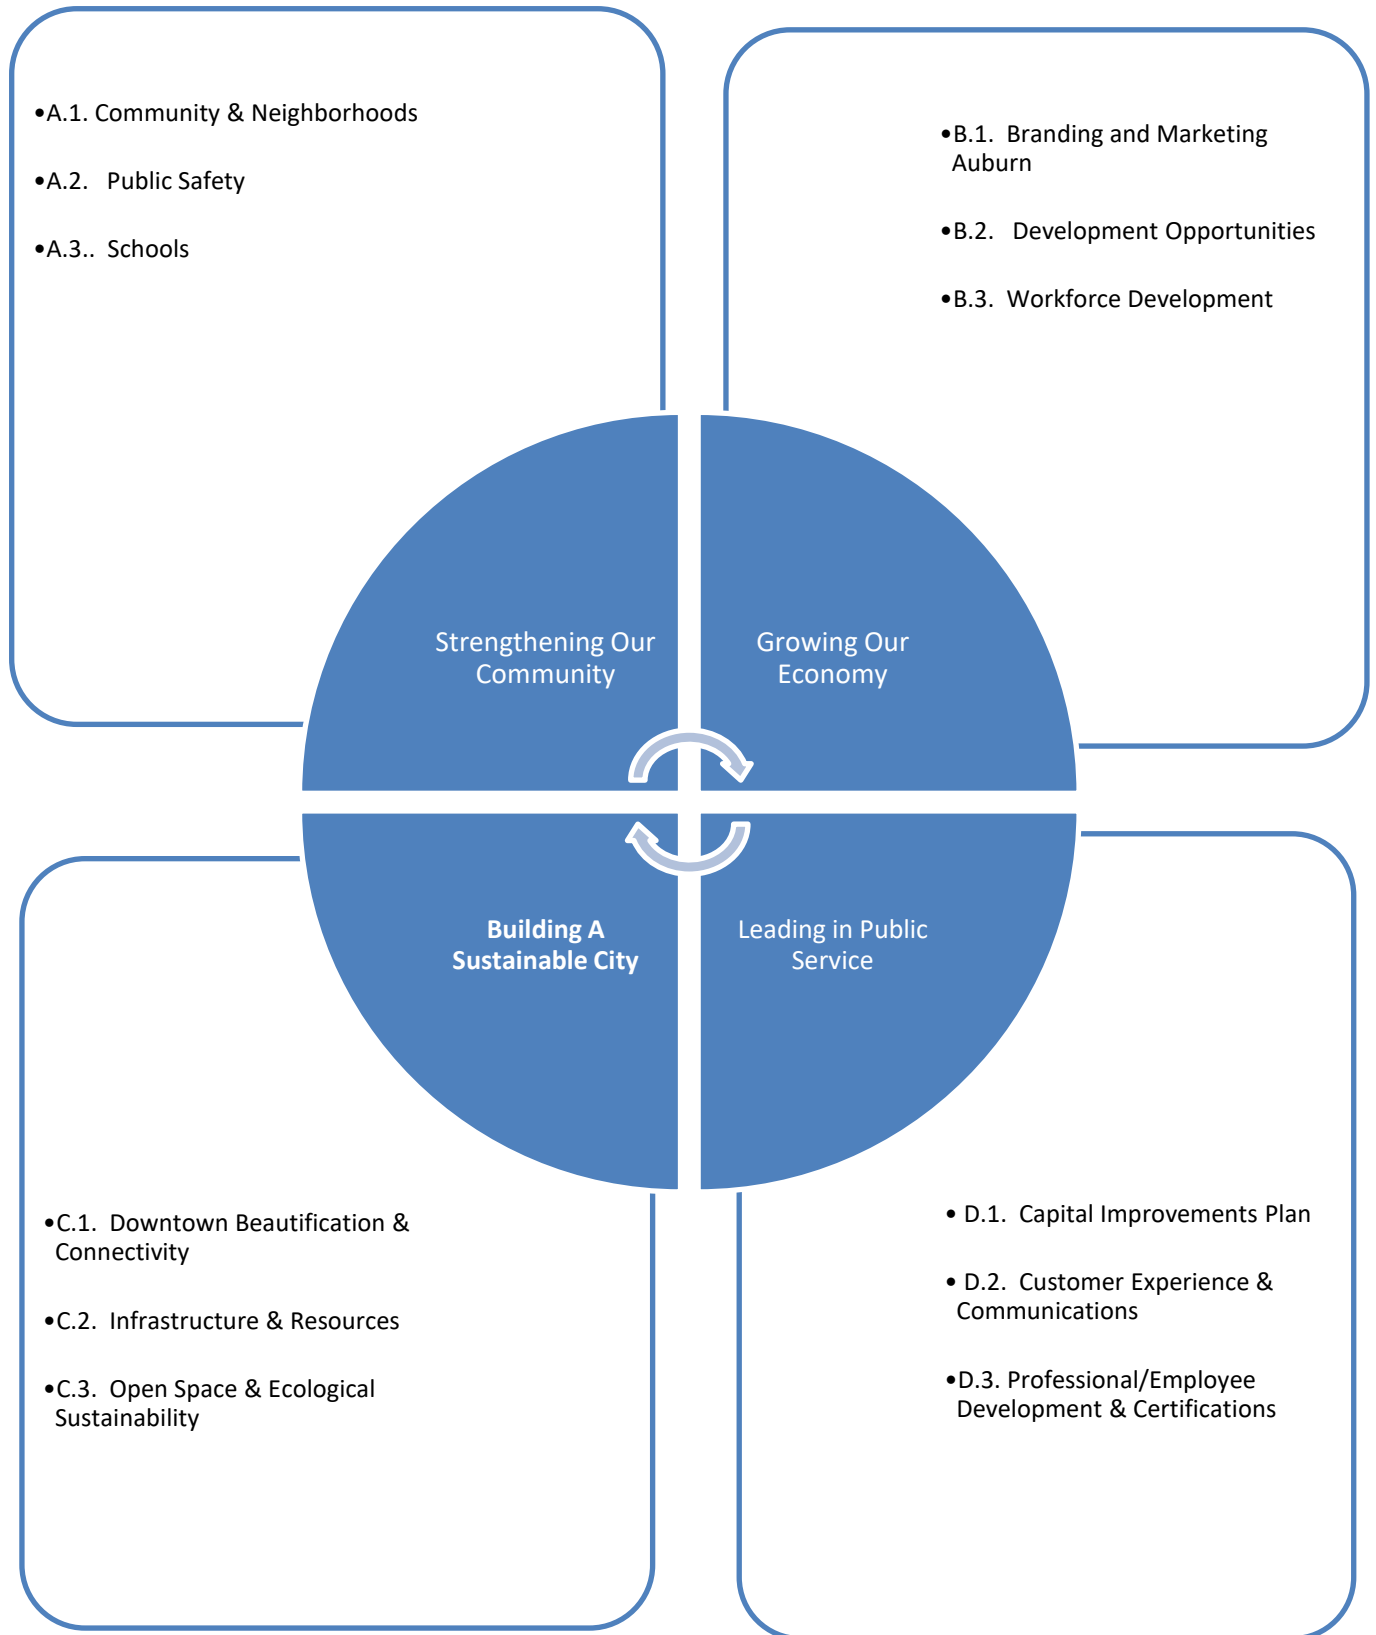 •A.1. Community & Neighborhoods
•A.2.   Public Safety
•A.3..  Schools
•B.1.  Branding and Marketing
Auburn
•B.2.   Development Opportunities
•B.3.  Workforce Development
Strengthening Our
Community
Growing Our
Economy
Building A
Sustainable City
Leading in Public
Service
•C.1.  Downtown Beautification &
Connectivity
•C.2.  Infrastructure & Resources
•C.3.  Open Space & Ecological
Sustainability
• D.1.  Capital Improvements Plan
• D.2.  Customer Experience &
Communications
•D.3. Professional/Employee
Development & Certifications